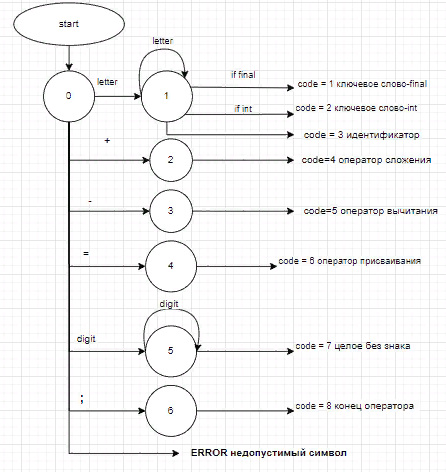 start
letter
0
letter
1
if final
code = 1 ключевое слово-final
if int
code = 2 ключевое слово-int
code = 3 идентификатор
+
2
code=4 оператор сложения
-
3
code=5 оператор вычитания
=
4
code = 6 оператор присваивания
digit
digit
5
code = 7 целое без знака
;
6
code = 8 конец оператора
ERROR недопустимый символ